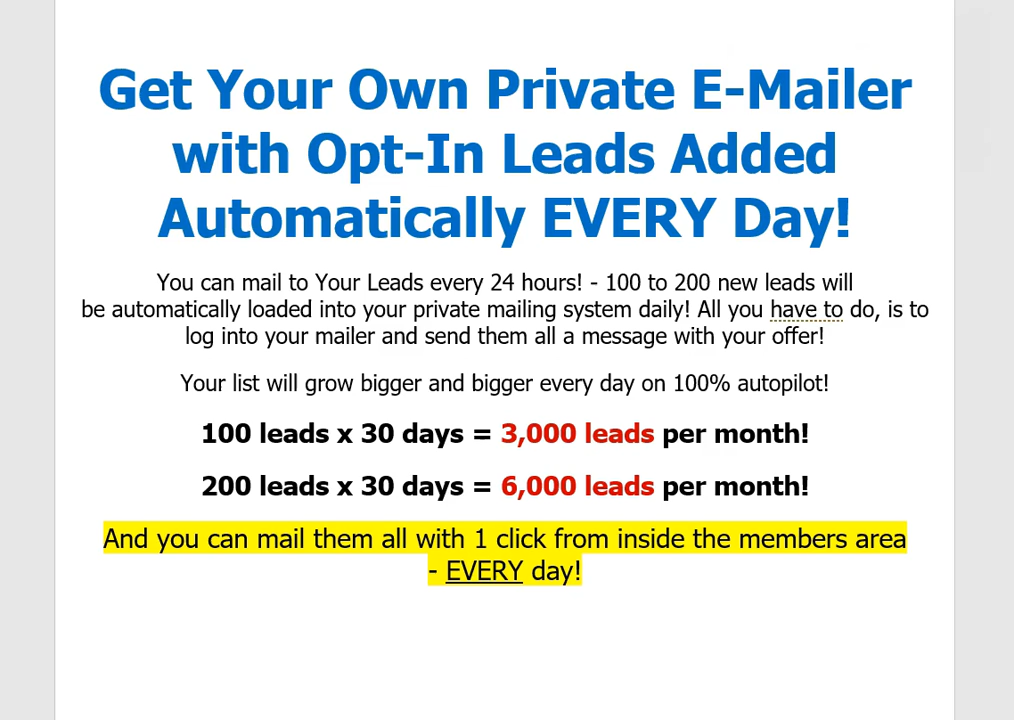 Get Your Own Private E-Mailer
with Opt-In Leads Added
Automatically EVERY Day!
You can mail to Your Leads every 24 hours! - 100 to 200 new leads will
be automatically loaded into your private mailing system daily! All you have to do, is to
log into your mailer and send them all a message with your offer!
Your list will grow bigger and bigger every day on 100% autopilot!
100 leads x 30 days = 3,000 leads per month!
200 leads x 30 days = 6,000 leads per month!
And you can mail them all with 1 click from inside the members area
- EVERY day!